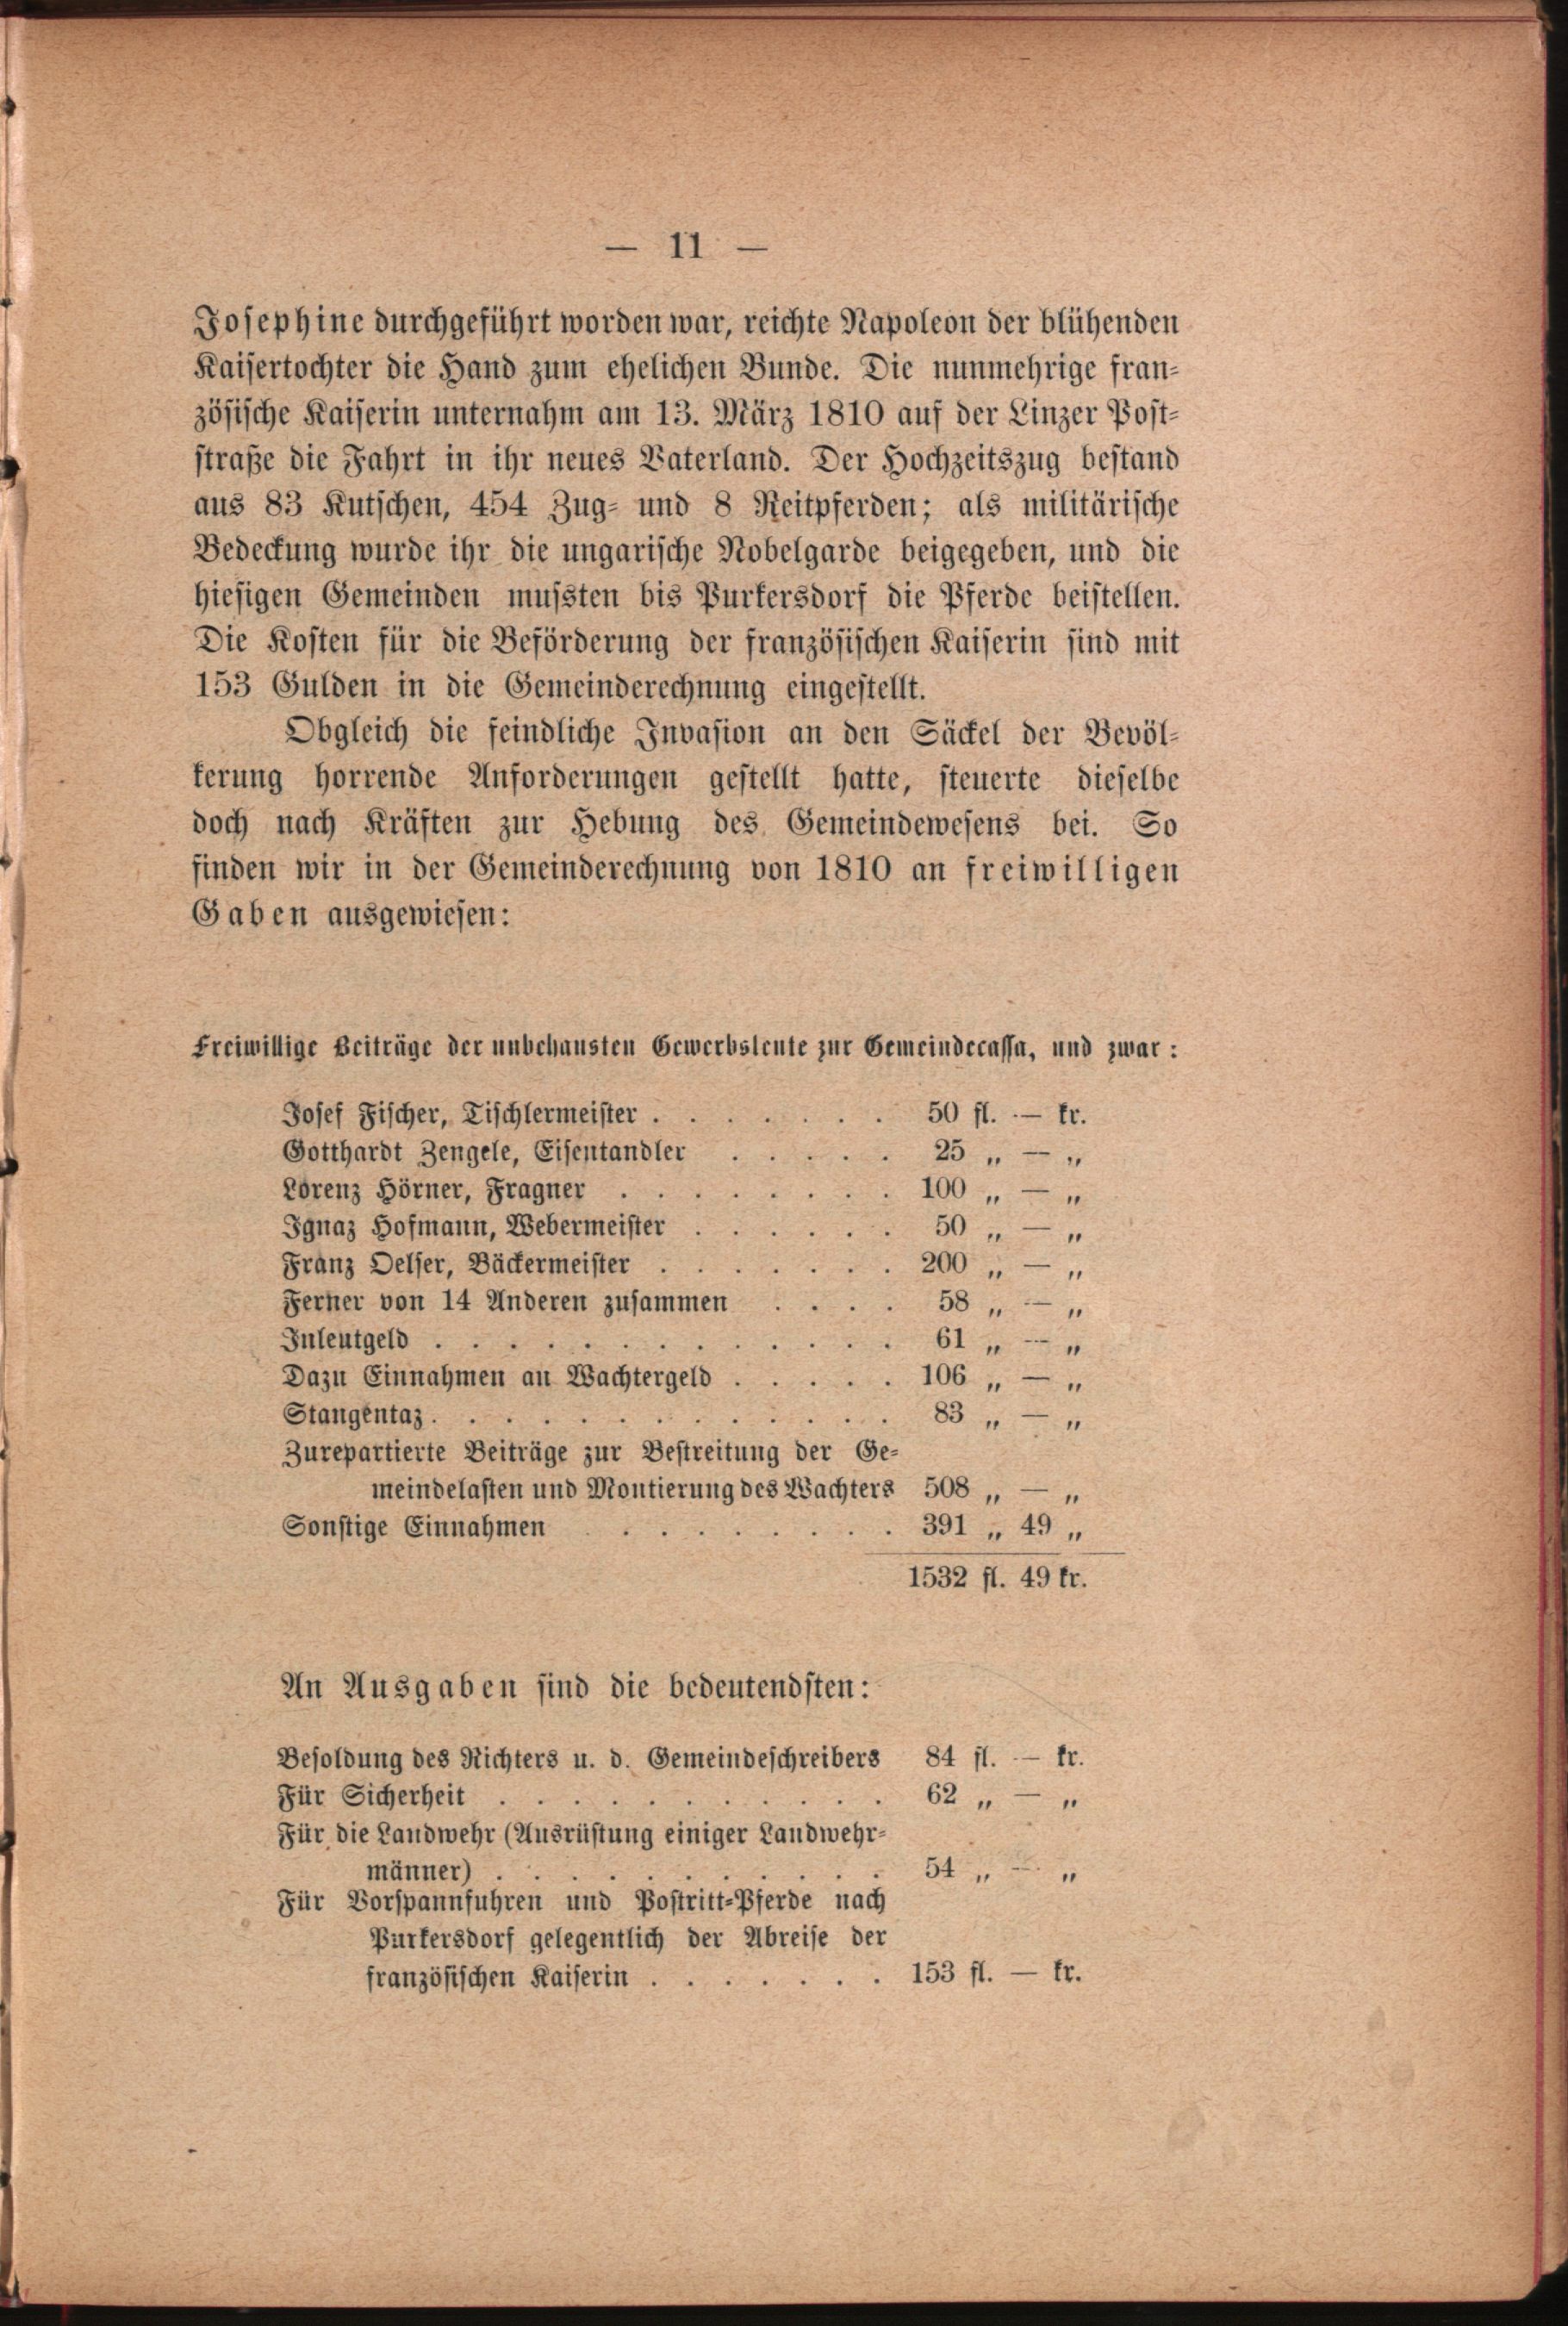 — 11 —
Josephine durchgeführt worden war, reichte Napoleon der blühenden
Kaisertochter die Hand zum ehelichen Bunde. Die nunmehrige fran-
zösische Kaiserin unternahm am 13. März 1810 auf der Linzer Post-
straße die Fahrt in ihr neues Vaterland. Der Hochzeitszug bestand
aus 83 Kutschen, 454 Zug- und 8 Reitpferden; als militärische
Bedeckung wurde ihr die ungarische Nobelgarde beigegeben, und die
hiesigen Gemeinden mussten bis Purkersdorf die Pferde beistellen.
Die Kosten für die Beförderung der französischen Kaiserin sind mit
153 Gulden in die Gemeinderechnung eingestellt.
Obgleich die feindliche Invasion an den Säckel der Bevöl-
kerung horrende Anforderungen gestellt hatte, steuerte dieselbe
doch nach Kräften zur Hebung des Gemeindewesens bei. So
finden wir in der Gemeinderechnung von 1810 an freiwilligen
Gaben ausgewiesen:
Freiwillige Beiträge der unbehausten Gewerbsleute zur Gemeindecassa, und zwar:
Josef Fischer, Tischlermeister . . . . . . . 50 fl. — kr.
Gotthardt Zengele, Eisentandler . . . . . 25 „ — „
Lorenz Hörner, Fragner . . . . . . . . 100 „ — „
Ignaz Hofmann, Webermeister . . . . . . 50 „ — „
Franz Oelser, Bäckermeister . . . . . . . 200 „ — „
Ferner von 14 Anderen zusammen . . . . 58 „ — „
Inleutgeld . . . . . . . . . . . . . 61 „ — „
Dazu Einnahmen an Wachtergeld . . . . . 106 „ — „
Stangentaz . . . . . . . . . . . . . 83 „ — „
Zurepartierte Beiträge zur Bestreitung der Ge-
meindelasten und Montierung des Wachters 508 „ — „
Sonstige Einnahmen . . . . . . . . . 391 „ 49 „
1532 fl. 49 kr.
An Ausgaben sind die bedeutendsten:
Besoldung des Richters u. d. Gemeindeschreibers 84 fl. — kr.
Für Sicherheit . . . . . . . . . . . 62 „ — „
Für die Landwehr (Ausrüstung einiger Landwehr-
männer) . . . . . . . . . . . 54 „ — „
Für Vorspannfuhren und Postritt-Pferde nach
Purkersdorf gelegentlich der Abreise der
französischen Kaiserin . . . . . . . 153 fl. — kr.